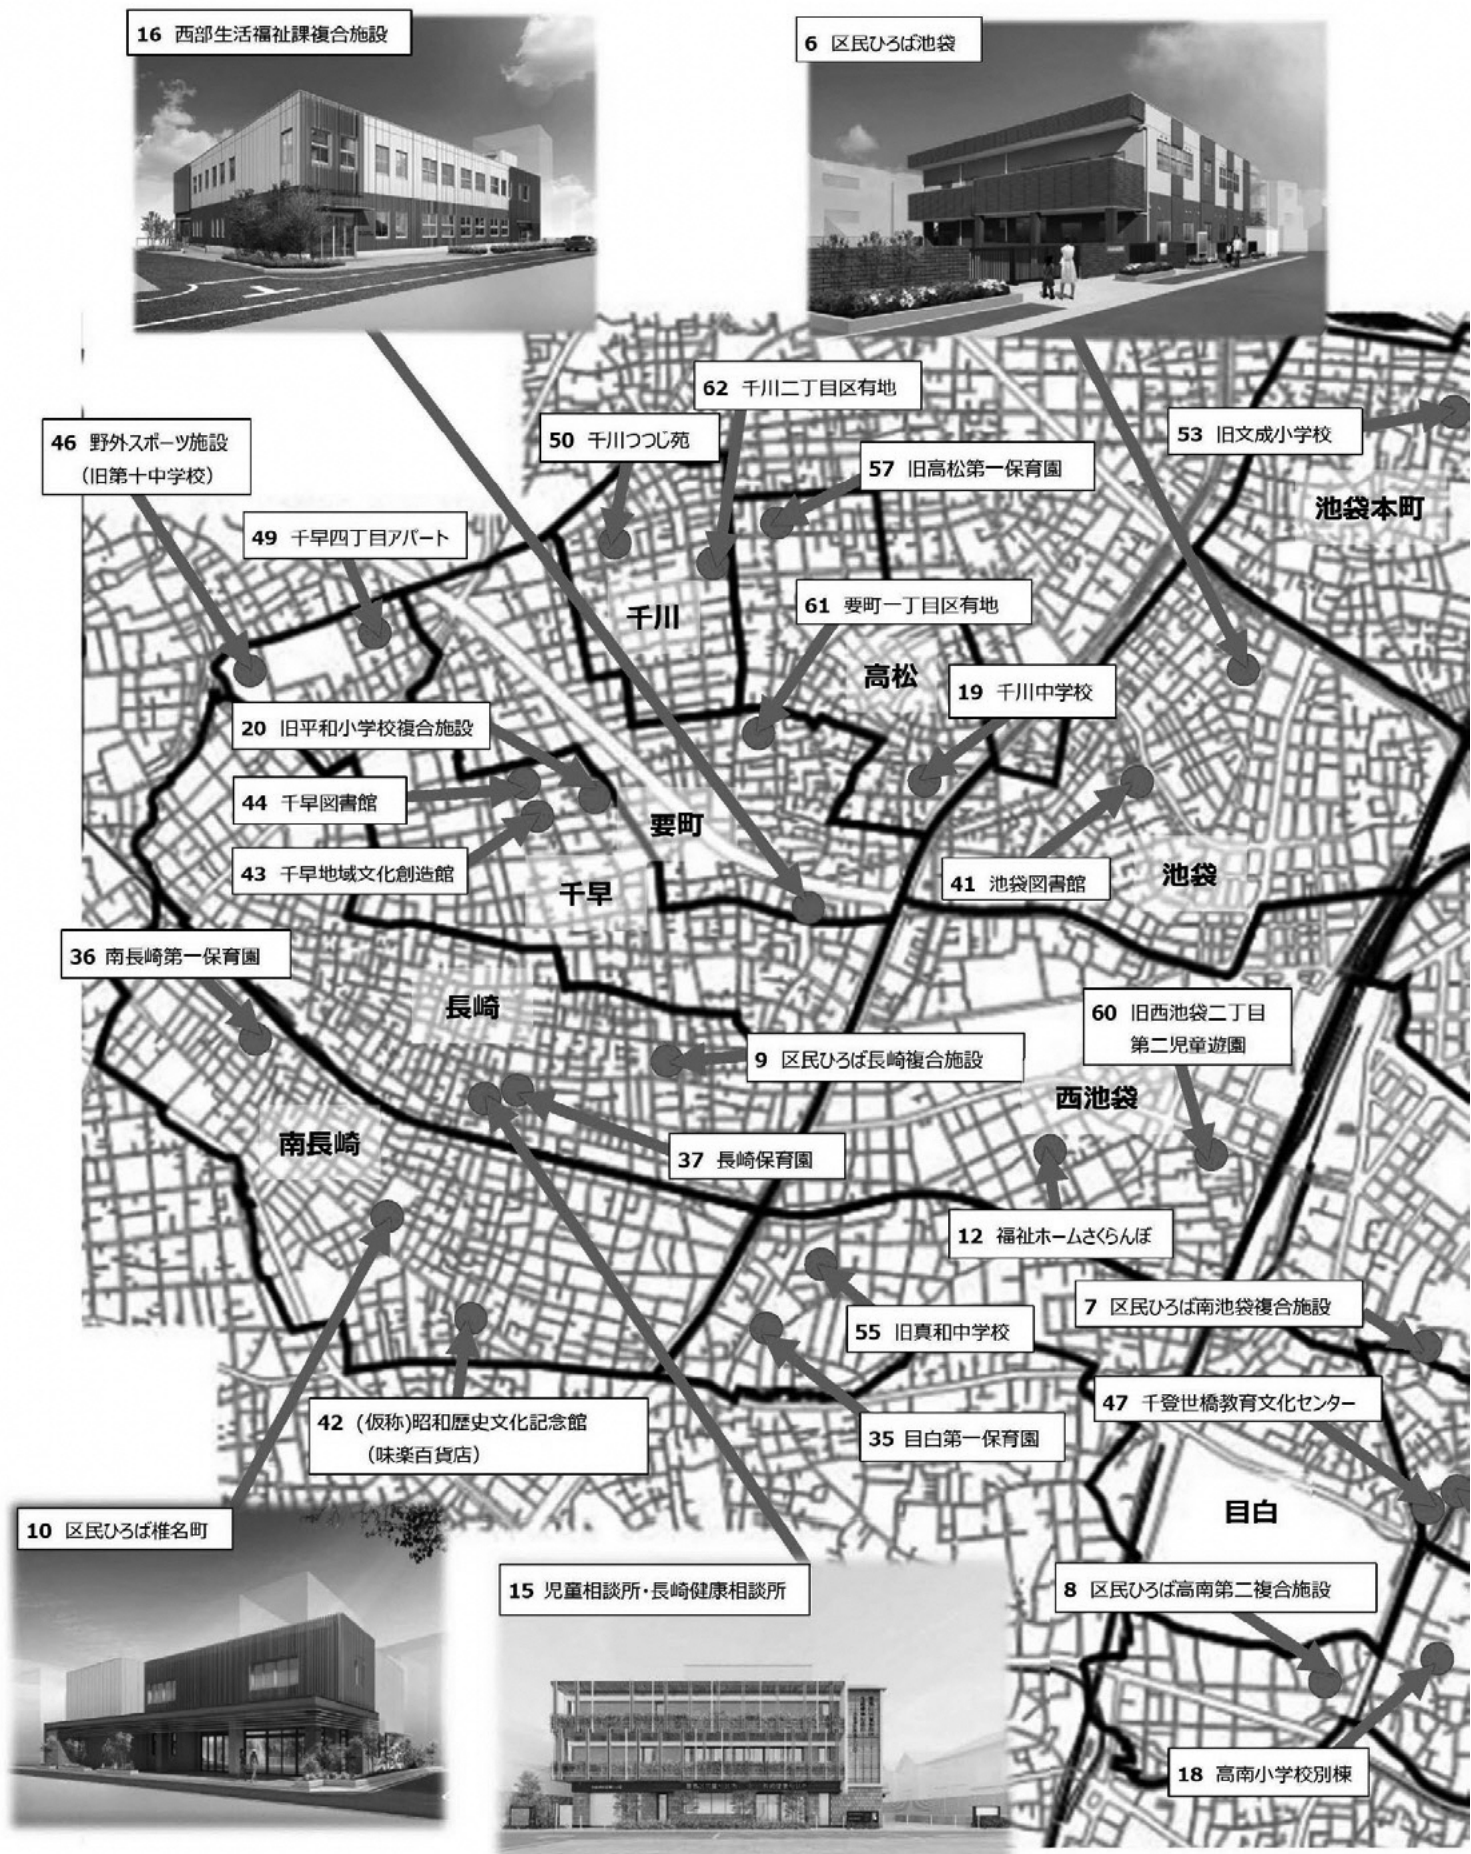 16 西部生活福祉課複合施設
6 区民ひろば池袋
62 千川二丁目区有地
50 千川つつじ苑
53 旧文成小学校
46 野外スポーツ施設
(旧第十中学校)
57 旧高松第一保育園
池袋本町
49 千早四丁目アパート
61 要町一丁目区有地
千川
高松
19 千川中学校
20 旧平和小学校複合施設
44 千早図書館
要町
43 千早地域文化創造館
千早
41 池袋図書館
池袋
36 南長崎第一保育園
長崎
60 旧西池袋二丁目
第二児童遊園
9 区民ひろば長崎複合施設
西池袋
南長崎
37 長崎保育園
12 福祉ホームさくらんぼ
7 区民ひろば南池袋複合施設
55 旧真和中学校
47 千登世橋教育文化センター
42 (仮称)昭和歴史文化記念館
(味楽百貨店)
35 目白第一保育園
目白
10 区民ひろば椎名町
15 児童相談所・長崎健康相談所
8 区民ひろば高南第二複合施設
18 高南小学校別棟